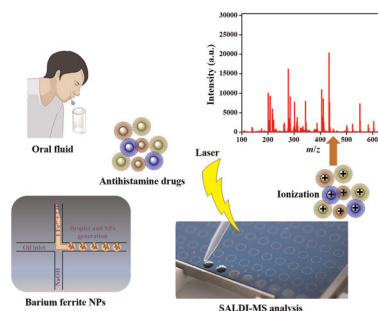 Oral fluid
Antihistamine drugs
Intensity (a.u.)
30000
25000
20000
15000
10000
5000
0
100
200
300
400
500
600
m/z
Laser
Ionization
Droplet and NPs
generation
Oil inlet
NaOH
Barium ferrite NPs
SALDI-MS analysis